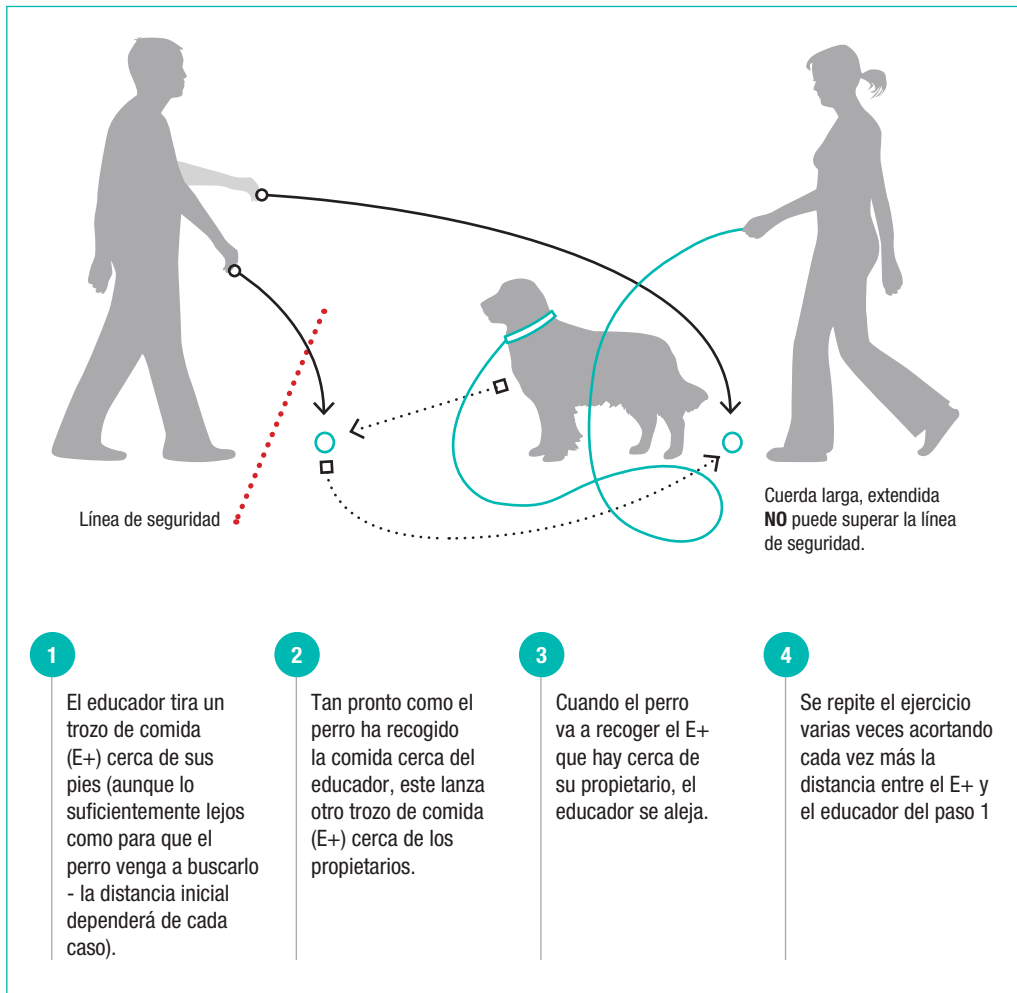 Línea de seguridad
Cuerda larga, extendida
NO puede superar la línea
de seguridad.
1
El educador tira un
trozo de comida
(E+) cerca de sus
pies (aunque lo
suficientemente lejos
como para que el
perro venga a buscarlo
- la distancia inicial
dependerá de cada
caso).
2
Tan pronto como el
perro ha recogido
la comida cerca del
educador, este lanza
otro trozo de comida
(E+) cerca de los
propietarios.
3
Cuando el perro
va a recoger el E+
que hay cerca de
su propietario, el
educador se aleja.
4
Se repite el ejercicio
varias veces acortando
cada vez más la
distancia entre el E+ y
el educador del paso 1